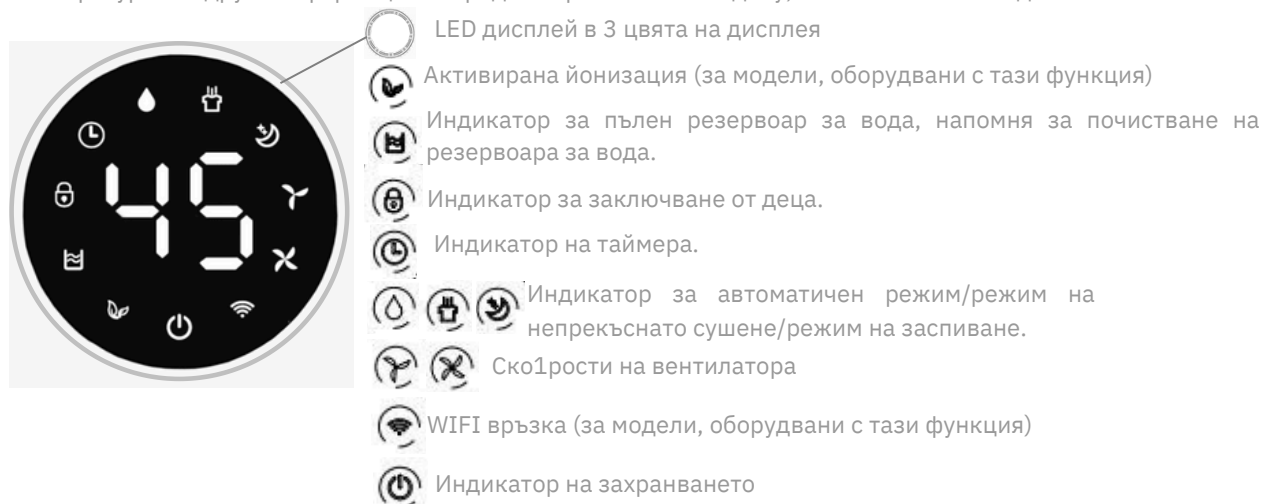 LED дисплей в 3 цвята на дисплея
Активирана йонизация (за модели, оборудвани с тази функция)
Индикатор за пълен резервоар за вода, напомня за почистване на
резервоара за вода.
45
Индикатор за заключване от деца.
Индикатор на таймера.
Индикатор за автоматичен режим/режим на
непрекъснато сушене/режим на заспиване.
Ско1рости на вентилатора
WIFI връзка (за модели, оборудвани с тази функция)
Индикатор на захранването